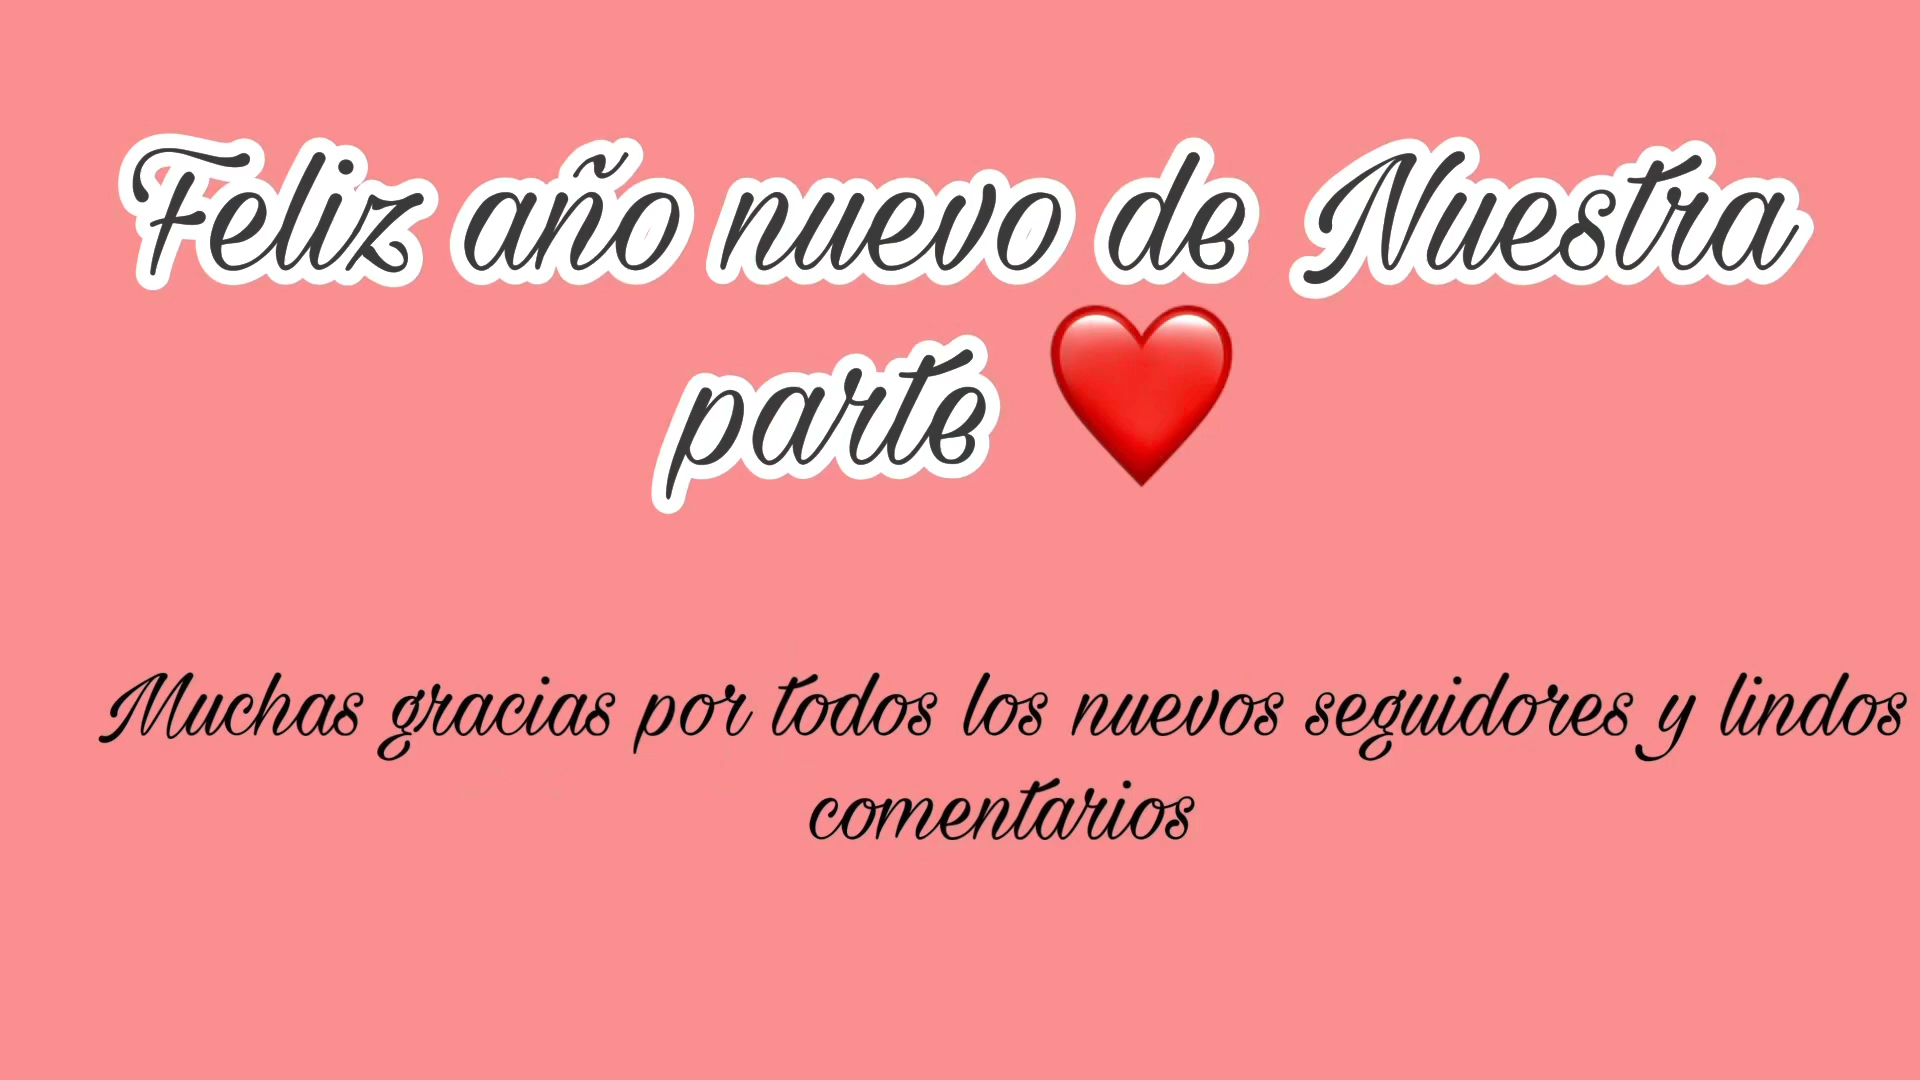 Feliz año nuevo de Nuestra
parte ❤️
Muchas gracias por todos los nuevos seguidores y lindos
comentarios